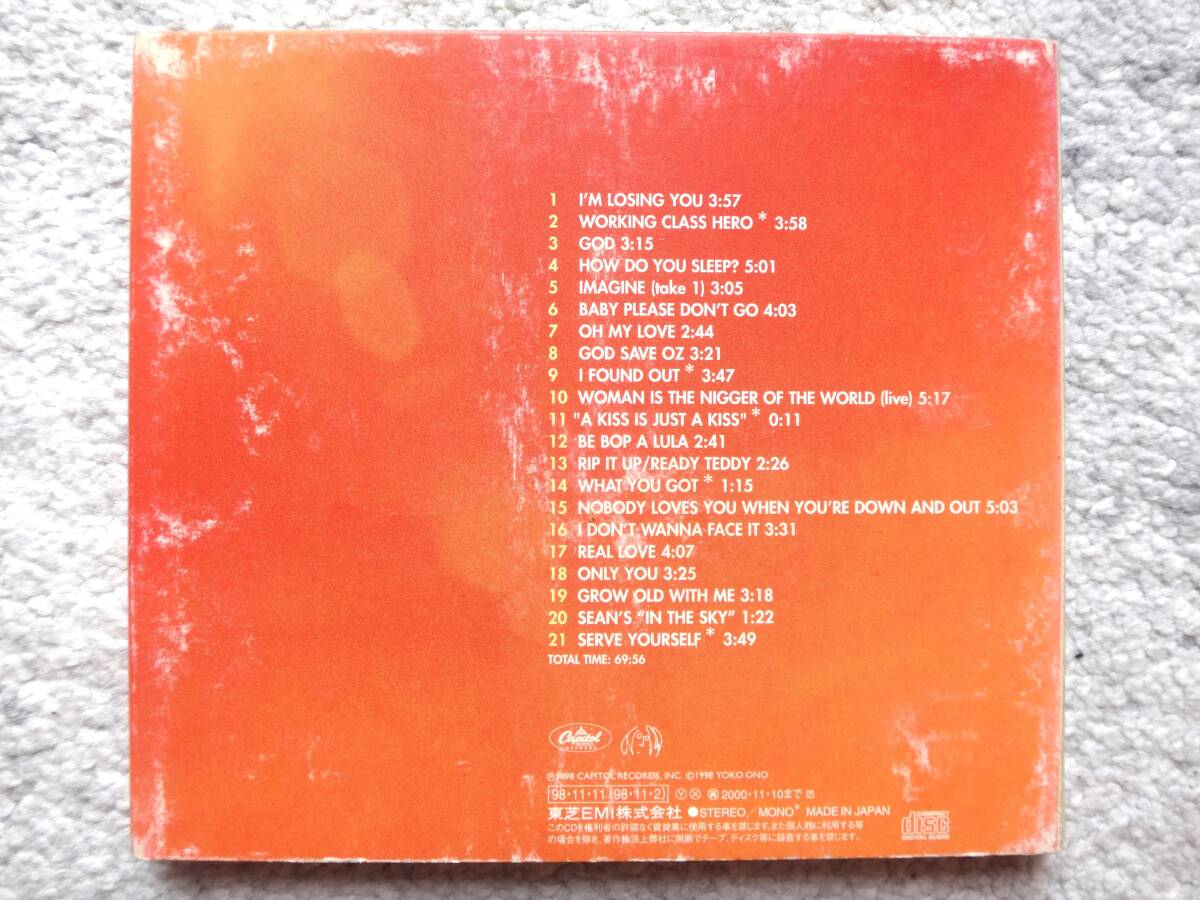 1 I'M LOSING YOU 3:57
2 WORKING CLASS HERO * 3:58
3 GOD 3:15
4 HOW DO YOU SLEEP? 5:01
5 IMAGINE (take 1) 3:05
6 BABY PLEASE DON'T GO 4:03
7 OH MY LOVE 2:44
8 GOD SAVE OZ 3:21
9 I FOUND OUT * 3:47
10 WOMAN IS THE NIGGER OF THE WORLD (live) 5:17
11 "A KISS IS JUST A KISS" * 0:11
12 BE BOP A LULA 2:41
13 RIP IT UP/READY TEDDY 2:26
14 WHAT YOU GOT * 1:15
15 NOBODY LOVES YOU WHEN YOU'RE DOWN AND OUT 5:03
16 I DON'T WANNA FACE IT 3:31
17 REAL LOVE 4:07
18 ONLY YOU 3:25
19 GROW OLD WITH ME 3:18
20 SEAN'S "IN THE SKY" 1:22
21 SERVE YOURSELF * 3:49
TOTAL TIME: 69:56
Capitol
RECORDS
℗1998 CAPITOL RECORDS, INC. ©1998 YOKO ONO
98・11・11 (98・11・2) Ⓨ Ⓧ 2000・11・10まで
東芝EMI株式会社 ●STEREO/MONO* MADE IN JAPAN
このCDを権利者の許諾なく賃貸業に使用する事を禁じます。また個人的に利用する等
の場合を除き、著作権法上弊社に無断でテープ、ディスク等に録音する事を禁じます。
COMPACT
disc
DIGITAL AUDIO